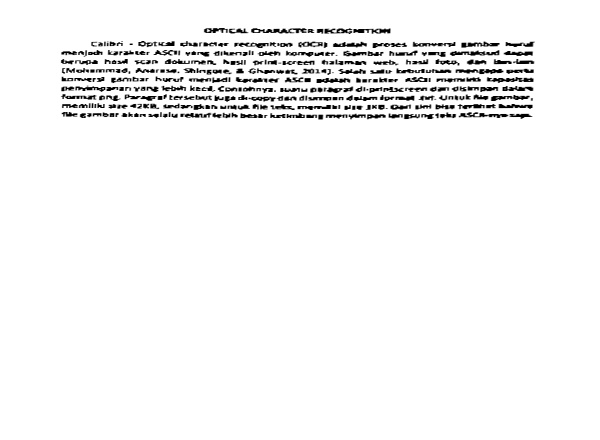 OPTICAL CHARACTER RECOGNITION
Calibri - Optical character recognition (OCR) adalah proses konversi gambar huruf
menjadi karakter ASCII yang dikenali oleh komputer. Gambar huruf yang dimaksud dapat
berupa hasil scan dokumen, hasil print-screen halaman web, hasil foto, dan lain-lain
(Mohammad, Anarase, Shingote, & Ghanwat, 2014). Salah satu kebutuhan mengapa perlu
konversi gambar huruf menjadi karakter ASCII adalah karakter ASCII memiliki kapasitas
penyimpanan yang lebih kecil. Contohnya, suatu paragraf di-printscreen dan disimpan dalam
format png. Paragraf tersebut juga di-copy dan disimpan dalam format .txt. Untuk file gambar,
memiliki size 42KB, sedangkan untuk file teks, memiliki size 1KB. Dari sini bisa terlihat bahwa
file gambar akan selalu relatif lebih besar ketimbang menyimpan langsung teks ASCII-nya saja.